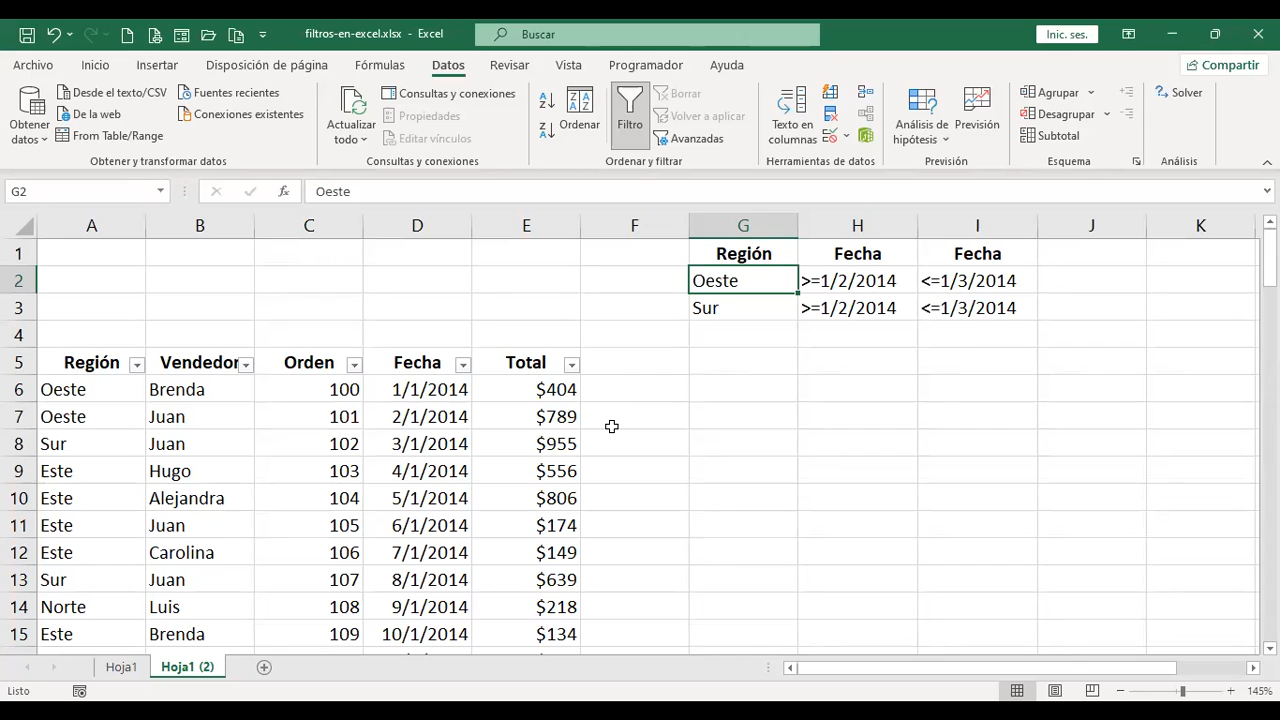 filtros-en-excel.xlsx - Excel
Buscar
Inic. ses.
Archivo Inicio Insertar Disposición de página Fórmulas Datos Revisar Vista Programador Ayuda Compartir
Obtener datos
Desde el texto/CSV
De la web
From Table/Range
Fuentes recientes
Conexiones existentes
Obtener y transformar datos
Actualizar todo
Consultas y conexiones
Propiedades
Editar vínculos
Consultas y conexiones
Ordenar
Filtro
Borrar
Volver a aplicar
Avanzadas
Ordenar y filtrar
Texto en columnas
Herramientas de datos
Análisis de hipótesis
Previsión
Previsión
Agrupar
Desagrupar
Subtotal
Esquema
Solver
Análisis
G2 fx Oeste
A B C D E F G H I J K
1 Región Fecha Fecha
2 Oeste >=1/2/2014 <=1/3/2014
3 Sur >=1/2/2014 <=1/3/2014
4
5 Región Vendedor Orden Fecha Total
6 Oeste Brenda 100 1/1/2014 $404
7 Oeste Juan 101 2/1/2014 $789
8 Sur Juan 102 3/1/2014 $955
9 Este Hugo 103 4/1/2014 $556
10 Este Alejandra 104 5/1/2014 $806
11 Este Juan 105 6/1/2014 $174
12 Este Carolina 106 7/1/2014 $149
13 Sur Juan 107 8/1/2014 $639
14 Norte Luis 108 9/1/2014 $218
15 Este Brenda 109 10/1/2014 $134
Hoja1 Hoja1 (2)
Listo 145%